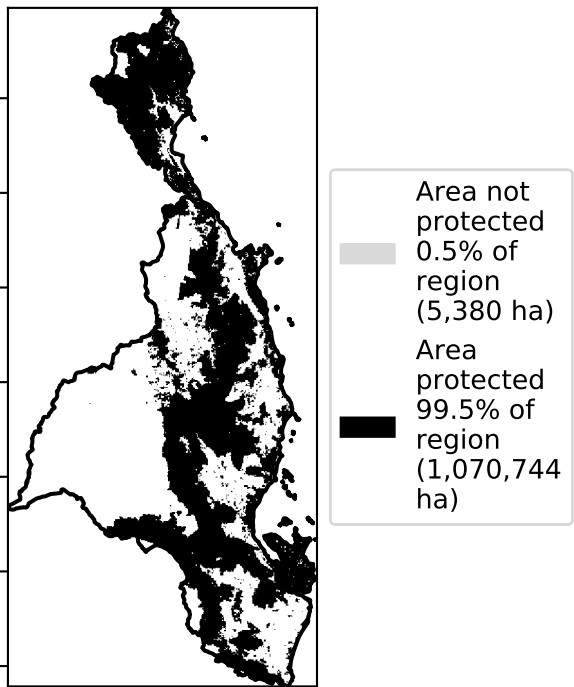 Area not
protected
0.5% of
region
(5,380 ha)
Area
protected
99.5% of
region
(1,070,744
ha)